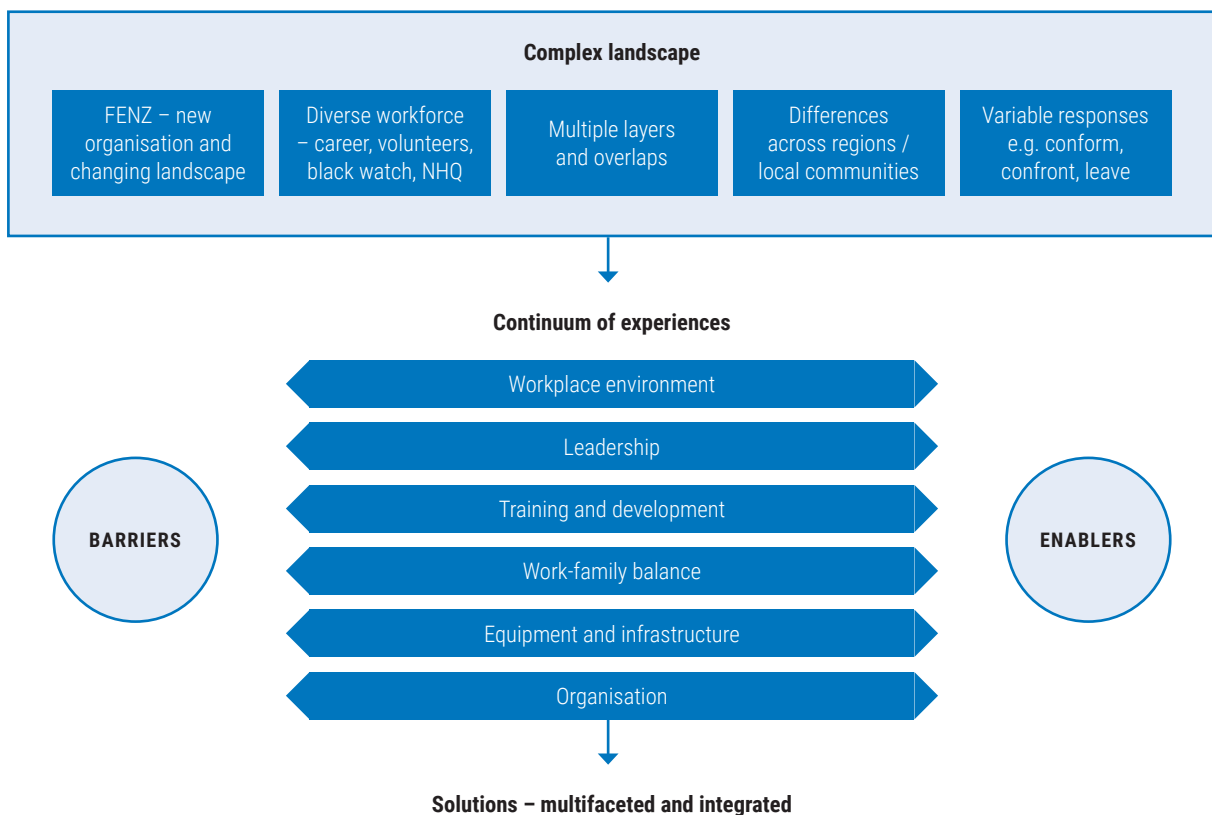 Complex landscape
FENZ – new
organisation and
changing landscape
Diverse workforce
– career, volunteers,
black watch, NHQ
Multiple layers
and overlaps
Differences
across regions /
local communities
Variable responses
e.g. conform,
confront, leave
Continuum of experiences
Workplace environment
Leadership
Training and development
BARRIERS
ENABLERS
Work-family balance
Equipment and infrastructure
Organisation
Solutions – multifaceted and integrated